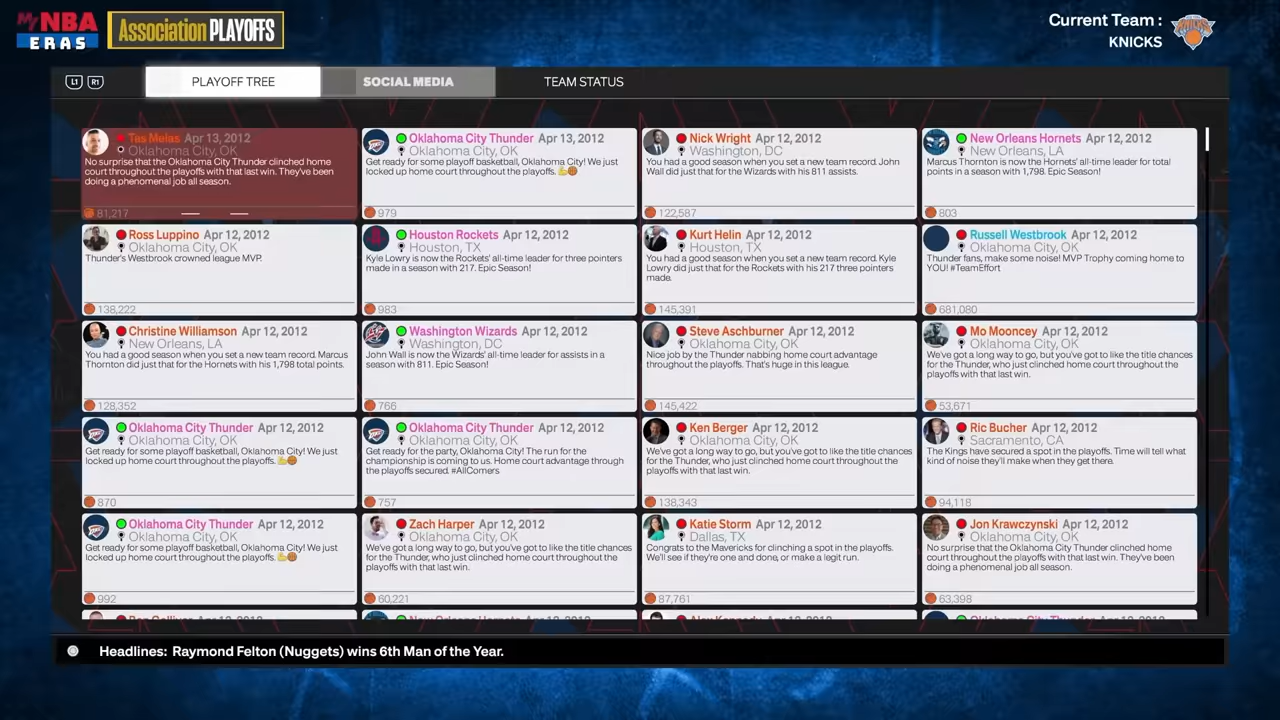 MyNBA
ERAS
Association PLAYOFFS
Current Team :
KNICKS
KNICKS
L1 R1
PLAYOFF TREE
SOCIAL MEDIA
TEAM STATUS
Tas Melas Apr 13, 2012
Oklahoma City, OK
No surprise that the Oklahoma City Thunder clinched home
court throughout the playoffs with that last win. They've been
doing a phenomenal job all season.
81,217
Oklahoma City Thunder Apr 13, 2012
Oklahoma City, OK
Get ready for some playoff basketball, Oklahoma City! We just
locked up home court throughout the playoffs. 💪🏀
979
Nick Wright Apr 12, 2012
Washington, DC
You had a good season when you set a new team record. John
Wall did just that for the Wizards with his 811 assists.
122,587
New Orleans Hornets Apr 12, 2012
New Orleans, LA
Marcus Thornton is now the Hornets' all-time leader for total
points in a season with 1,798. Epic Season!
803
Ross Luppino Apr 12, 2012
Oklahoma City, OK
Thunder's Westbrook crowned league MVP.
138,222
Houston Rockets Apr 12, 2012
Houston, TX
Kyle Lowry is now the Rockets' all-time leader for three pointers
made in a season with 217. Epic Season!
983
Kurt Helin Apr 12, 2012
Houston, TX
You had a good season when you set a new team record. Kyle
Lowry did just that for the Rockets with his 217 three pointers
made.
145,391
Russell Westbrook Apr 12, 2012
Oklahoma City, OK
Thunder fans, make some noise! MVP Trophy coming home to
YOU! #TeamEffort
681,080
Christine Williamson Apr 12, 2012
New Orleans, LA
You had a good season when you set a new team record. Marcus
Thornton did just that for the Hornets with his 1,798 total points.
128,352
Washington Wizards Apr 12, 2012
Washington, DC
John Wall is now the Wizards' all-time leader for assists in a
season with 811. Epic Season!
766
Steve Aschburner Apr 12, 2012
Oklahoma City, OK
Nice job by the Thunder nabbing home court advantage
throughout the playoffs. That's huge in this league.
145,422
Mo Mooncey Apr 12, 2012
Oklahoma City, OK
We've got a long way to go, but you've got to like the title chances
for the Thunder, who just clinched home court throughout the
playoffs with that last win.
53,671
Oklahoma City Thunder Apr 12, 2012
Oklahoma City, OK
Get ready for some playoff basketball, Oklahoma City! We just
locked up home court throughout the playoffs. 💪🏀
870
Oklahoma City Thunder Apr 12, 2012
Oklahoma City, OK
Get ready for the party, Oklahoma City! The run for the
championship is coming to us. Home court advantage through
the playoffs secured. #AllCorners
757
Ken Berger Apr 12, 2012
Oklahoma City, OK
We've got a long way to go, but you've got to like the title chances
for the Thunder, who just clinched home court throughout the
playoffs with that last win.
138,343
Ric Bucher Apr 12, 2012
Sacramento, CA
The Kings have secured a spot in the playoffs. Time will tell what
kind of noise they'll make when they get there.
94,118
Oklahoma City Thunder Apr 12, 2012
Oklahoma City, OK
Get ready for some playoff basketball, Oklahoma City! We just
locked up home court throughout the playoffs. 💪🏀
992
Zach Harper Apr 12, 2012
Oklahoma City, OK
We've got a long way to go, but you've got to like the title chances
for the Thunder, who just clinched home court throughout the
playoffs with that last win.
60,221
Katie Storm Apr 12, 2012
Dallas, TX
Congrats to the Mavericks for clinching a spot in the playoffs.
We'll see if they're one and done, or make a legit run.
87,761
Jon Krawczynski Apr 12, 2012
Oklahoma City, OK
No surprise that the Oklahoma City Thunder clinched home
court throughout the playoffs with that last win. They've been
doing a phenomenal job all season.
63,398
Headlines: Raymond Felton (Nuggets) wins 6th Man of the Year.